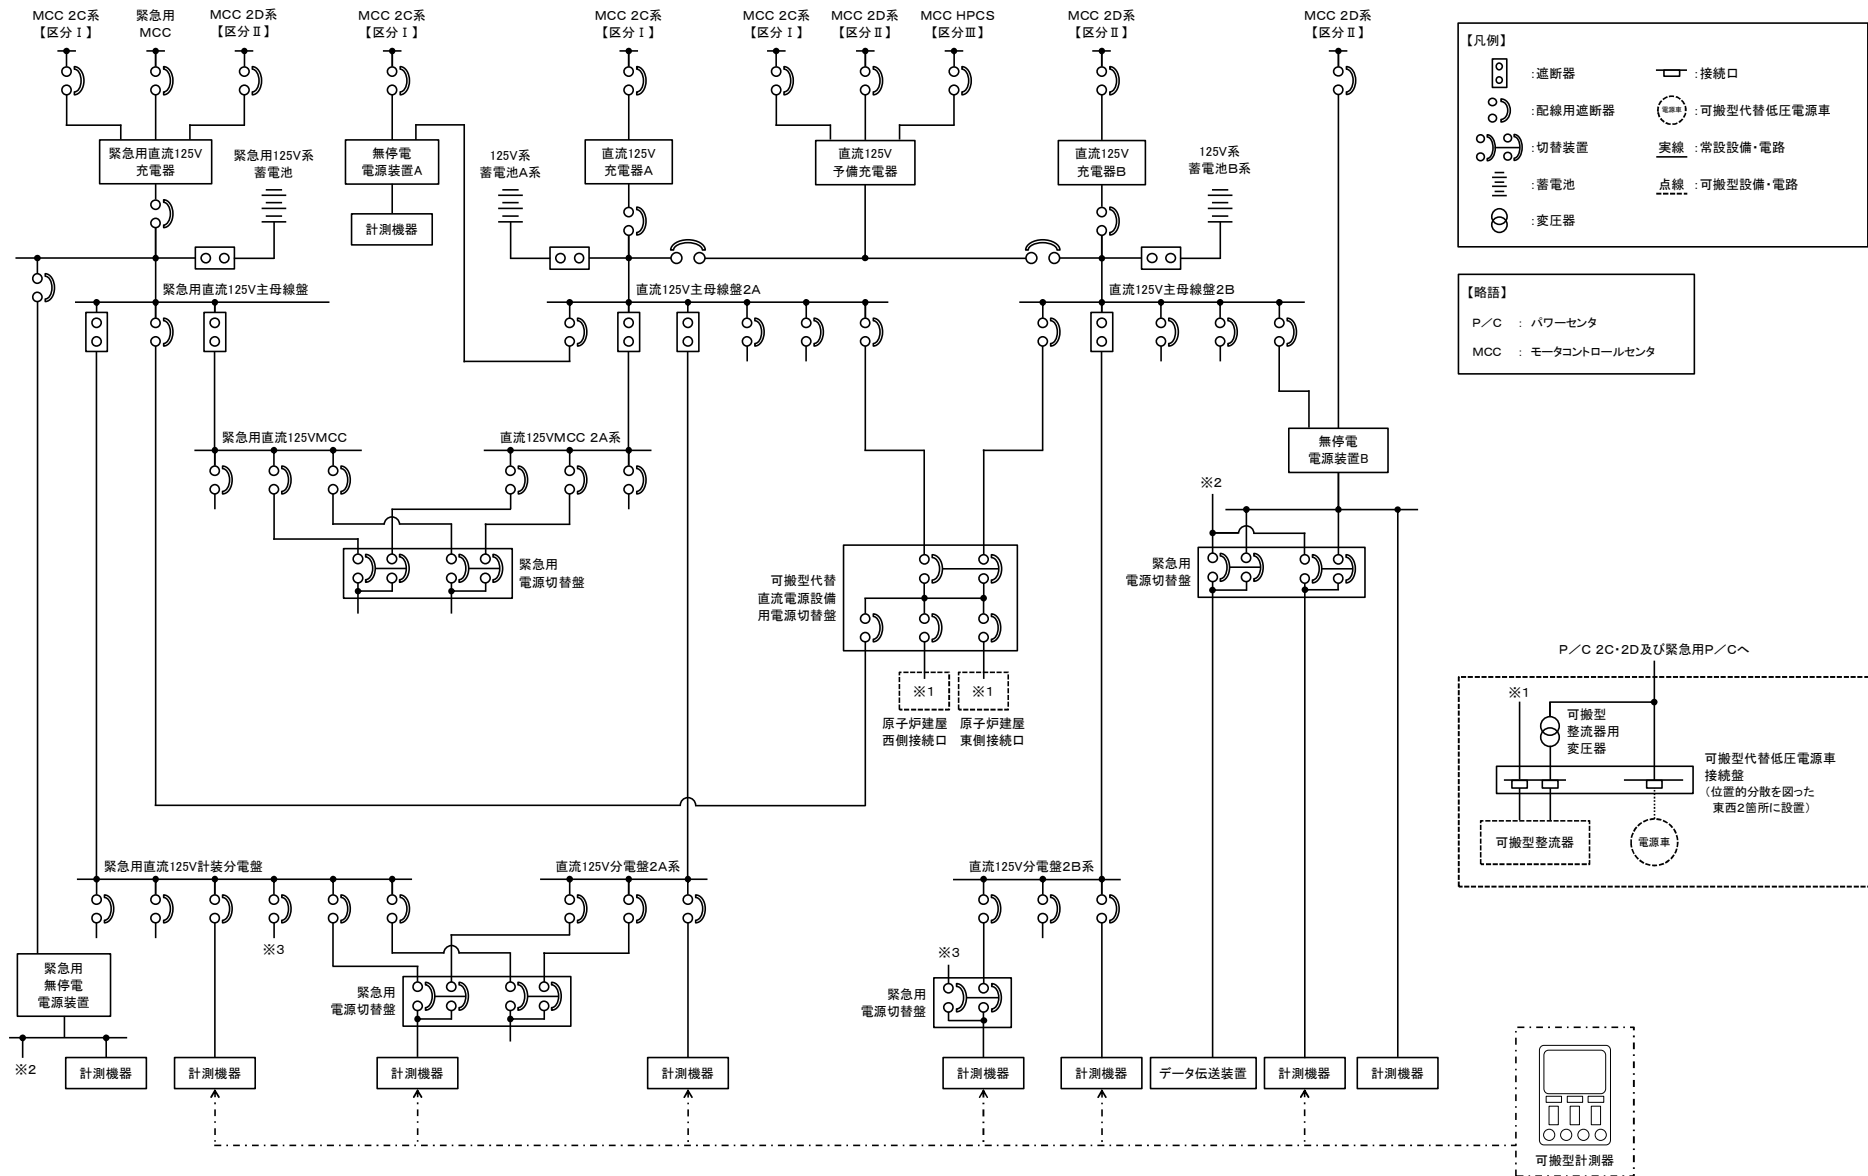 MCC 2C系
【区分Ⅰ】
緊急用
MCC
MCC 2D系
【区分Ⅱ】
MCC 2C系
【区分Ⅰ】
MCC 2C系
【区分Ⅰ】
MCC 2C系
【区分Ⅰ】
MCC 2D系
【区分Ⅱ】
MCC HPCS
【区分Ⅲ】
MCC 2D系
【区分Ⅱ】
MCC 2D系
【区分Ⅱ】
緊急用直流125V
充電器
緊急用125V系
蓄電池
無停電
電源装置A
計測機器
125V系
蓄電池A系
直流125V
充電器A
直流125V
予備充電器
直流125V
充電器B
125V系
蓄電池B系
緊急用直流125V主母線盤
直流125V主母線盤2A
直流125V主母線盤2B
緊急用直流125VMCC
直流125VMCC 2A系
無停電
電源装置B
※2
緊急用
電源切替盤
可搬型代替
直流電源設備
用電源切替盤
緊急用
電源切替盤
※1
※1
原子炉建屋
西側接続口
原子炉建屋
東側接続口
緊急用直流125V計装分電盤
直流125V分電盤2A系
直流125V分電盤2B系
※3
※3
緊急用
無停電
電源装置
緊急用
電源切替盤
緊急用
電源切替盤
※2
計測機器
計測機器
計測機器
計測機器
計測機器
計測機器
データ伝送装置
計測機器
計測機器
可搬型計測器
【凡例】
:遮断器
:接続口
:配線用遮断器
電源車
:可搬型代替低圧電源車
:切替装置
実線
:常設設備・電路
:蓄電池
点線
:可搬型設備・電路
:変圧器
【略語】
P／C : パワーセンタ
MCC : モータコントロールセンタ
P／C 2C・2D及び緊急用P／Cへ
※1
可搬型
整流器用
変圧器
可搬型代替低圧電源車
接続盤
（位置的分散を図った
東西2箇所に設置）
可搬型整流器
電源車